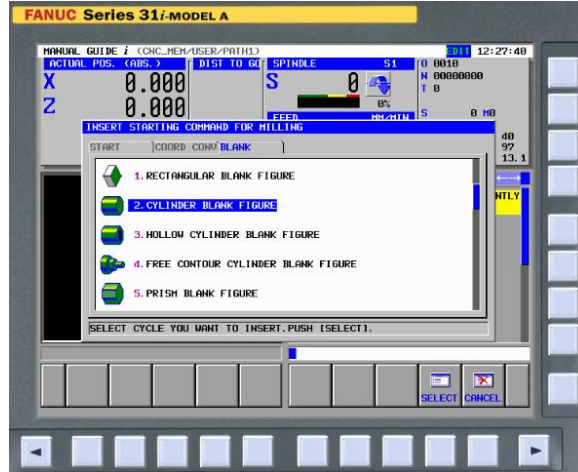 FANUC Series 31i-MODEL A
MANUAL GUIDE i (CNC_MEM/USER/PATH1) EDIT 12:27:40
ACTUAL POS. (ABS.) DIST TO GO SPINDLE S1 O 0010
N 00000000
X 0.000 S 0 T 0
0%
Z 0.000 FEED MM/MIN S 0 M0
INSERT STARTING COMMAND FOR MILLING
START COORD CONV BLANK
40
97
13.1
1. RECTANGULAR BLANK FIGURE
2. CYLINDER BLANK FIGURE
NTLY
3. HOLLOW CYLINDER BLANK FIGURE
4. FREE CONTOUR CYLINDER BLANK FIGURE
5. PRISM BLANK FIGURE
SELECT CYCLE YOU WANT TO INSERT.PUSH [SELECT].
SELECT CANCEL